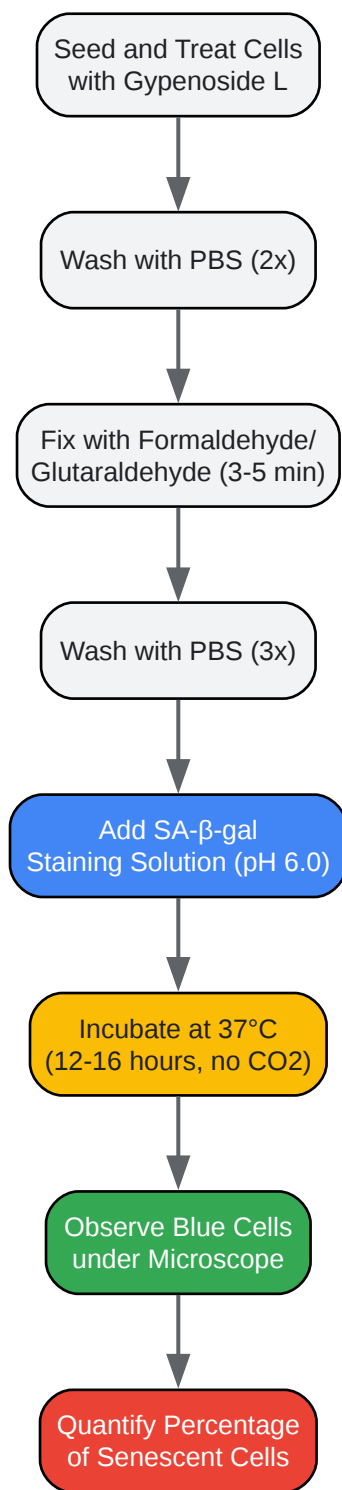 Seed and Treat Cells
with Gypenoside L
Wash with PBS (2x)
Fix with Formaldehyde/
Glutaraldehyde (3-5 min)
Wash with PBS (3x)
Add SA-β-gal
Staining Solution (pH 6.0)
Incubate at 37°C
(12-16 hours, no CO2)
Observe Blue Cells
under Microscope
Quantify Percentage
of Senescent Cells